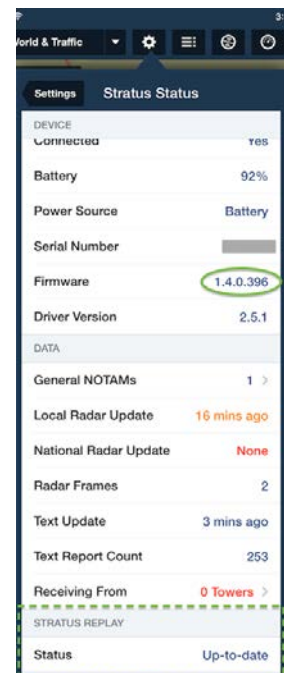 3:
World & Traffic
Settings Stratus Status
DEVICE
Connected Yes
Battery 92%
Power Source Battery
Serial Number
Firmware 1.4.0.396
Driver Version 2.5.1
DATA
General NOTAMs 1
Local Radar Update 16 mins ago
National Radar Update None
Radar Frames 2
Text Update 3 mins ago
Text Report Count 253
Receiving From 0 Towers
STRATUS REPLAY
Status Up-to-date